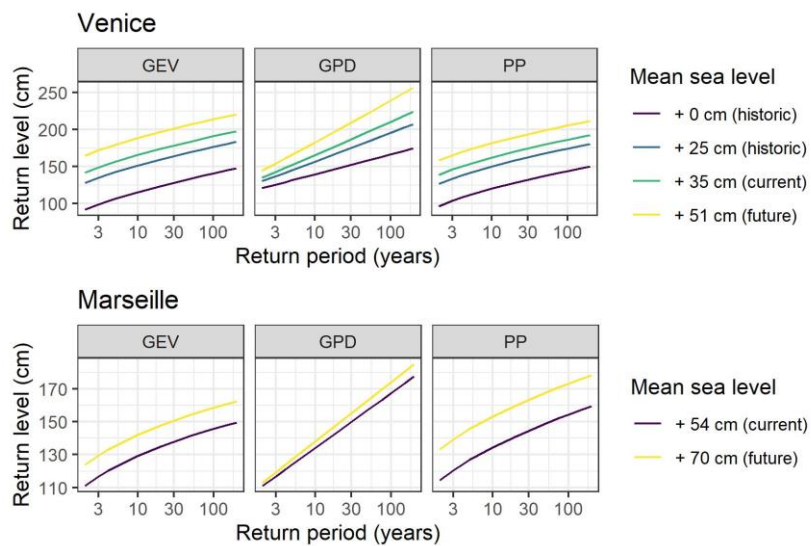 Venice
GEV GPD PP
Return level (cm)
250
200
150
100
3 10 30 100 3 10 30 100 3 10 30 100
Return period (years)
Mean sea level
+ 0 cm (historic)
+ 25 cm (historic)
+ 35 cm (current)
+ 51 cm (future)
Marseille
GEV GPD PP
Return level (cm)
170
150
130
110
3 10 30 100 3 10 30 100 3 10 30 100
Return period (years)
Mean sea level
+ 54 cm (current)
+ 70 cm (future)